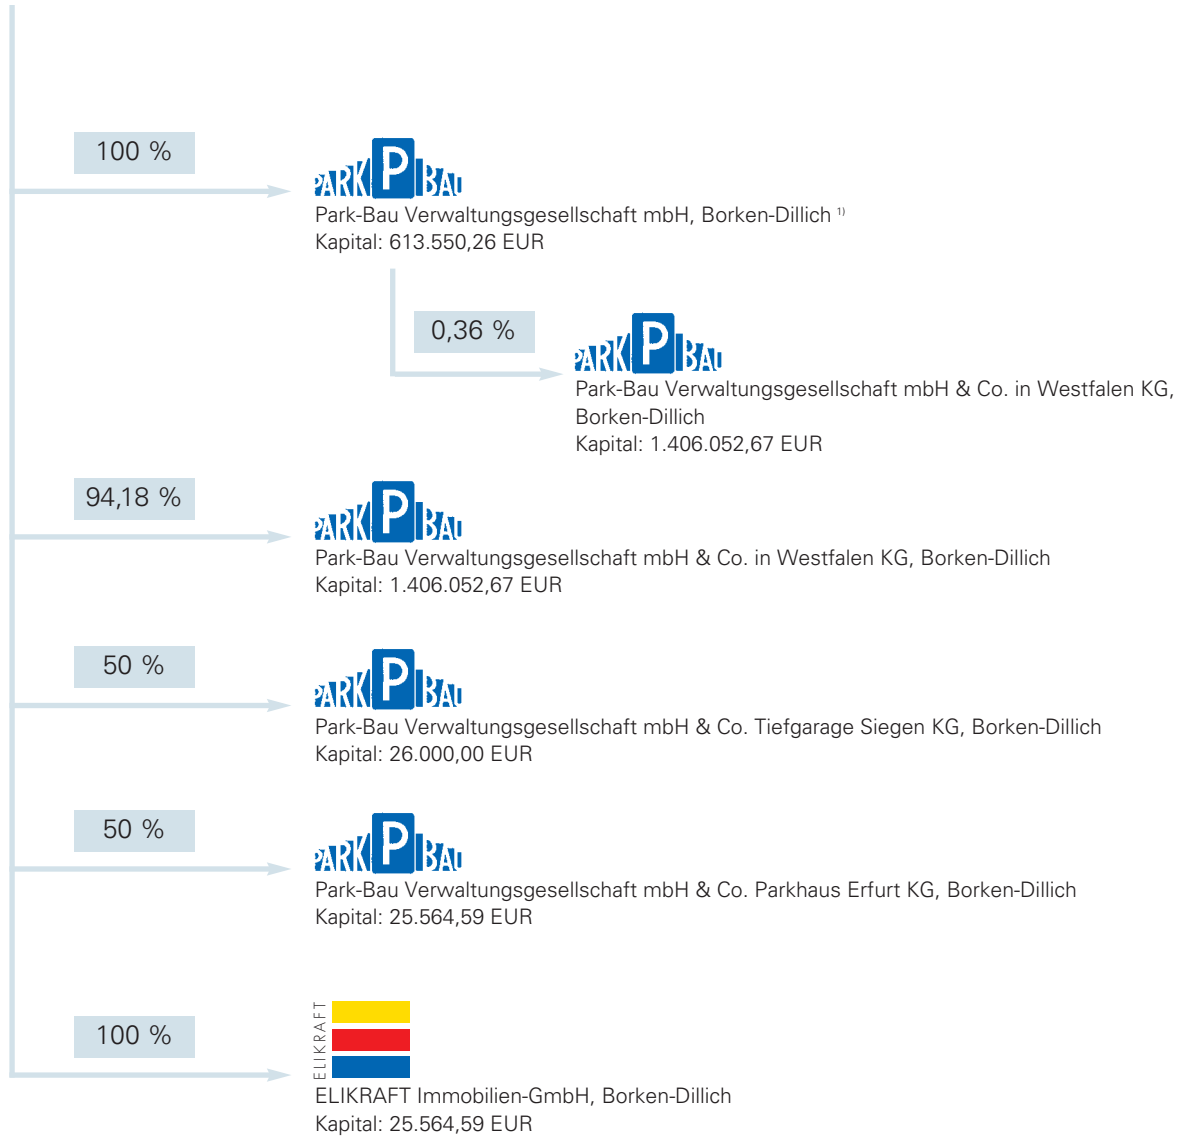 100 %
PARK P BAU
Park-Bau Verwaltungsgesellschaft mbH, Borken-Dillich 1)
Kapital: 613.550,26 EUR
0,36 %
PARK P BAU
Park-Bau Verwaltungsgesellschaft mbH & Co. in Westfalen KG,
Borken-Dillich
Kapital: 1.406.052,67 EUR
94,18 %
PARK P BAU
Park-Bau Verwaltungsgesellschaft mbH & Co. in Westfalen KG, Borken-Dillich
Kapital: 1.406.052,67 EUR
50 %
PARK P BAU
Park-Bau Verwaltungsgesellschaft mbH & Co. Tiefgarage Siegen KG, Borken-Dillich
Kapital: 26.000,00 EUR
50 %
PARK P BAU
Park-Bau Verwaltungsgesellschaft mbH & Co. Parkhaus Erfurt KG, Borken-Dillich
Kapital: 25.564,59 EUR
100 %
ELIKRAFT
ELIKRAFT Immobilien-GmbH, Borken-Dillich
Kapital: 25.564,59 EUR